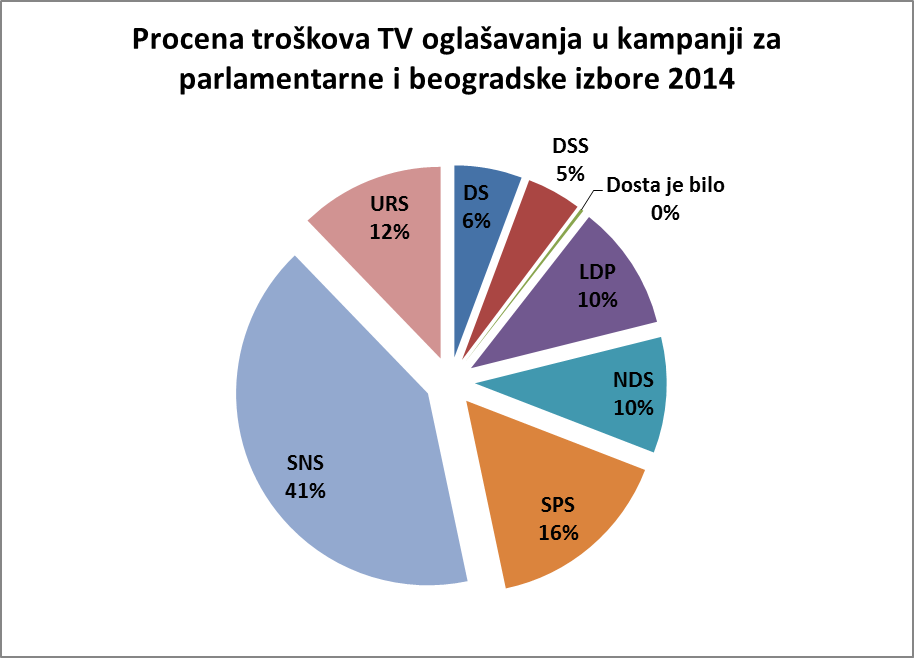 Procena troškova TV oglašavanja u kampanji za
parlamentarne i beogradske izbore 2014
DS
6%
DSS
5%
Dosta je bilo
0%
LDP
10%
NDS
10%
SPS
16%
SNS
41%
URS
12%